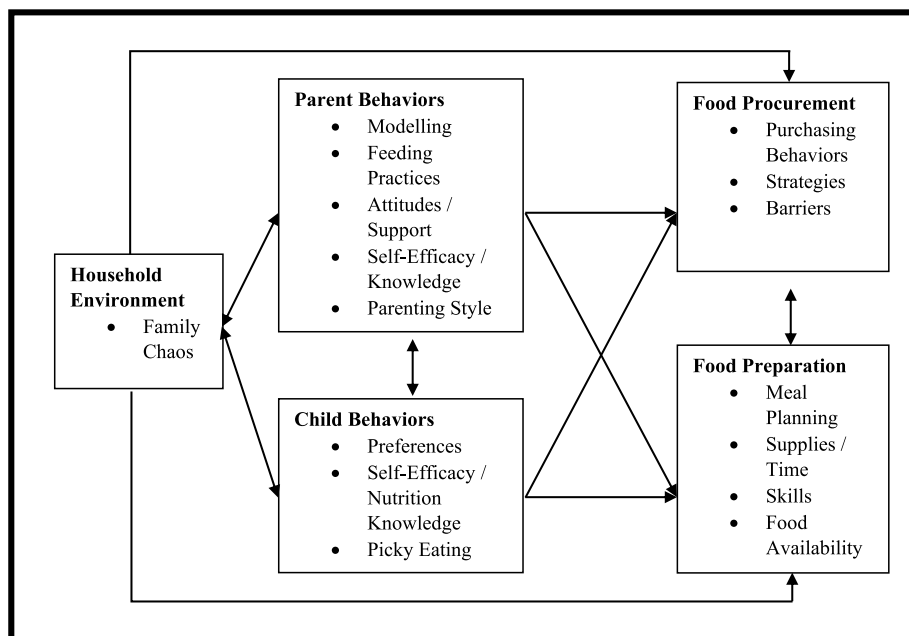 Household
Environment
• Family
Chaos
Parent Behaviors
• Modelling
• Feeding
Practices
• Attitudes /
Support
• Self-Efficacy /
Knowledge
• Parenting Style
Child Behaviors
• Preferences
• Self-Efficacy /
Nutrition
Knowledge
• Picky Eating
Food Procurement
• Purchasing
Behaviors
• Strategies
• Barriers
Food Preparation
• Meal
Planning
• Supplies /
Time
• Skills
• Food
Availability